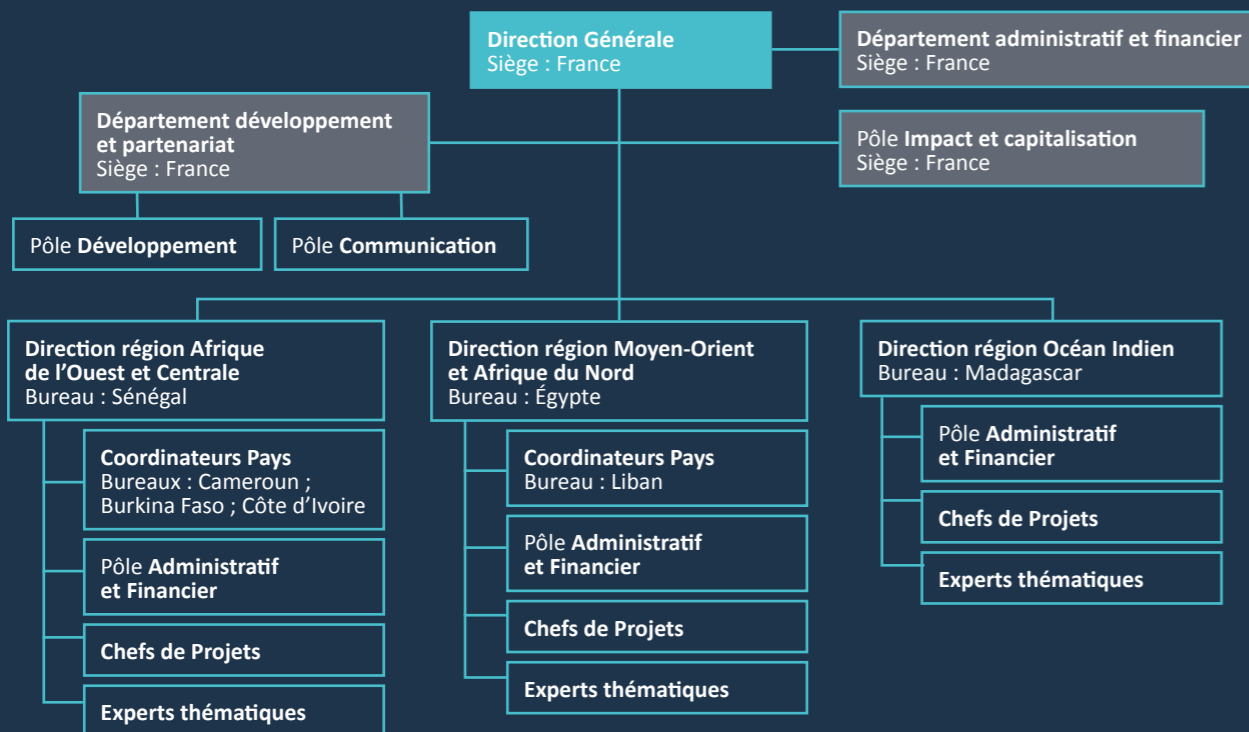 Direction Générale
Siège : France
Département administratif et financier
Siège : France
Département développement
et partenariat
Siège : France
Pôle Impact et capitalisation
Siège : France
Pôle Développement
Pôle Communication
Direction région Afrique
de l’Ouest et Centrale
Bureau : Sénégal
Coordinateurs Pays
Bureaux : Cameroun ;
Burkina Faso ; Côte d’Ivoire
Pôle Administratif
et Financier
Chefs de Projets
Experts thématiques
Direction région Moyen-Orient
et Afrique du Nord
Bureau : Égypte
Coordinateurs Pays
Bureau : Liban
Pôle Administratif
et Financier
Chefs de Projets
Experts thématiques
Direction région Océan Indien
Bureau : Madagascar
Pôle Administratif
et Financier
Chefs de Projets
Experts thématiques